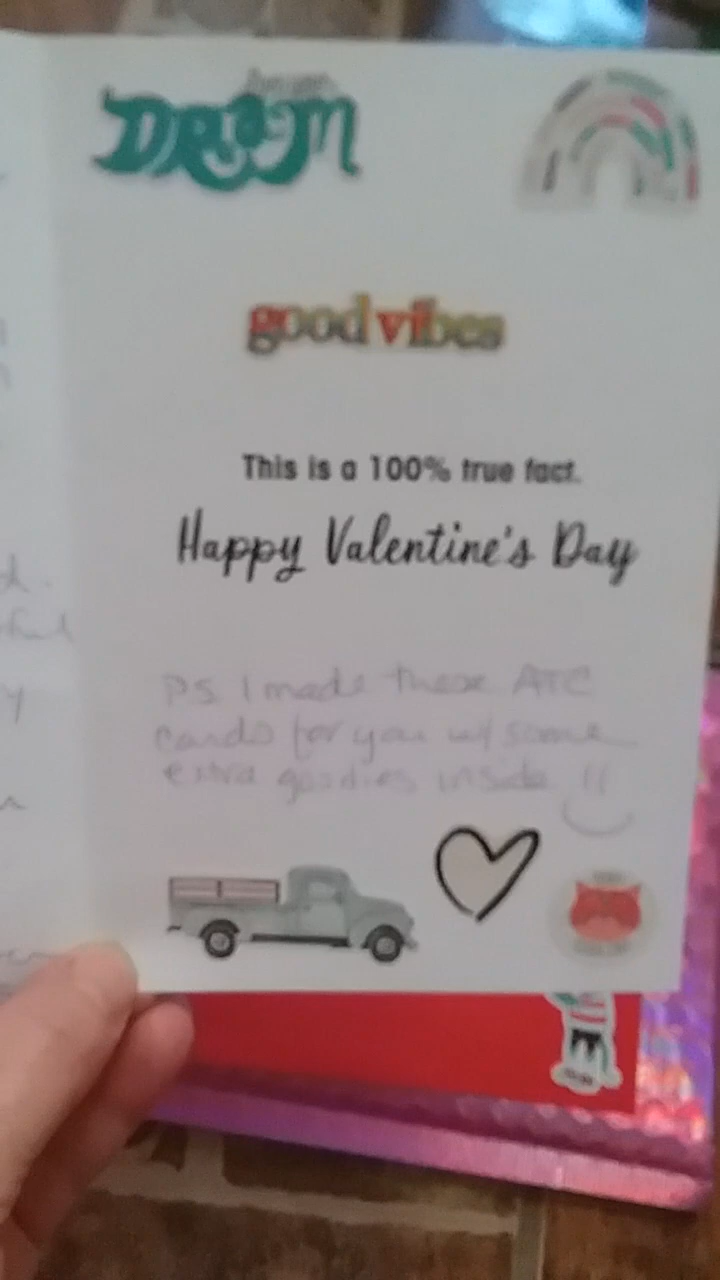 DREAM
good vibes
This is a 100% true fact.
Happy Valentine's Day
PS. I made these ATC
cards for you w/ some
extra goodies inside !!